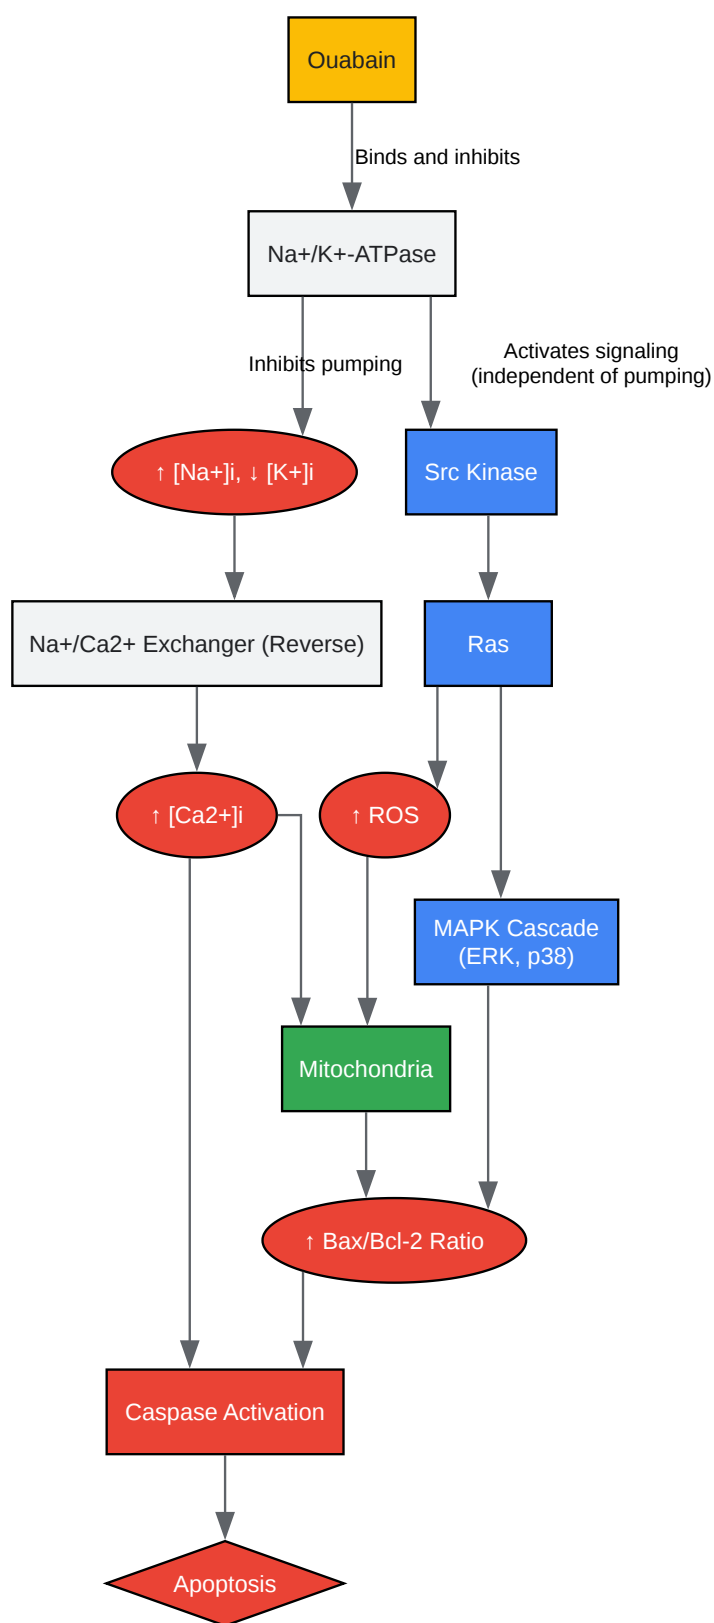 Ouabain
Binds and inhibits
Na+/K+-ATPase
Inhibits pumping
Activates signaling
(independent of pumping)
↑ [Na+]i, ↓ [K+]i
Src Kinase
Na+/Ca2+ Exchanger (Reverse)
Ras
↑ [Ca2+]i
↑ ROS
MAPK Cascade
(ERK, p38)
Mitochondria
↑ Bax/Bcl-2 Ratio
Caspase Activation
Apoptosis